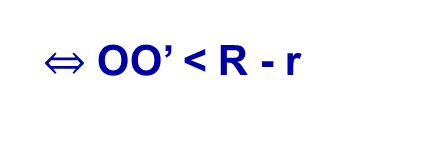 ⇔ OO’ < R - r